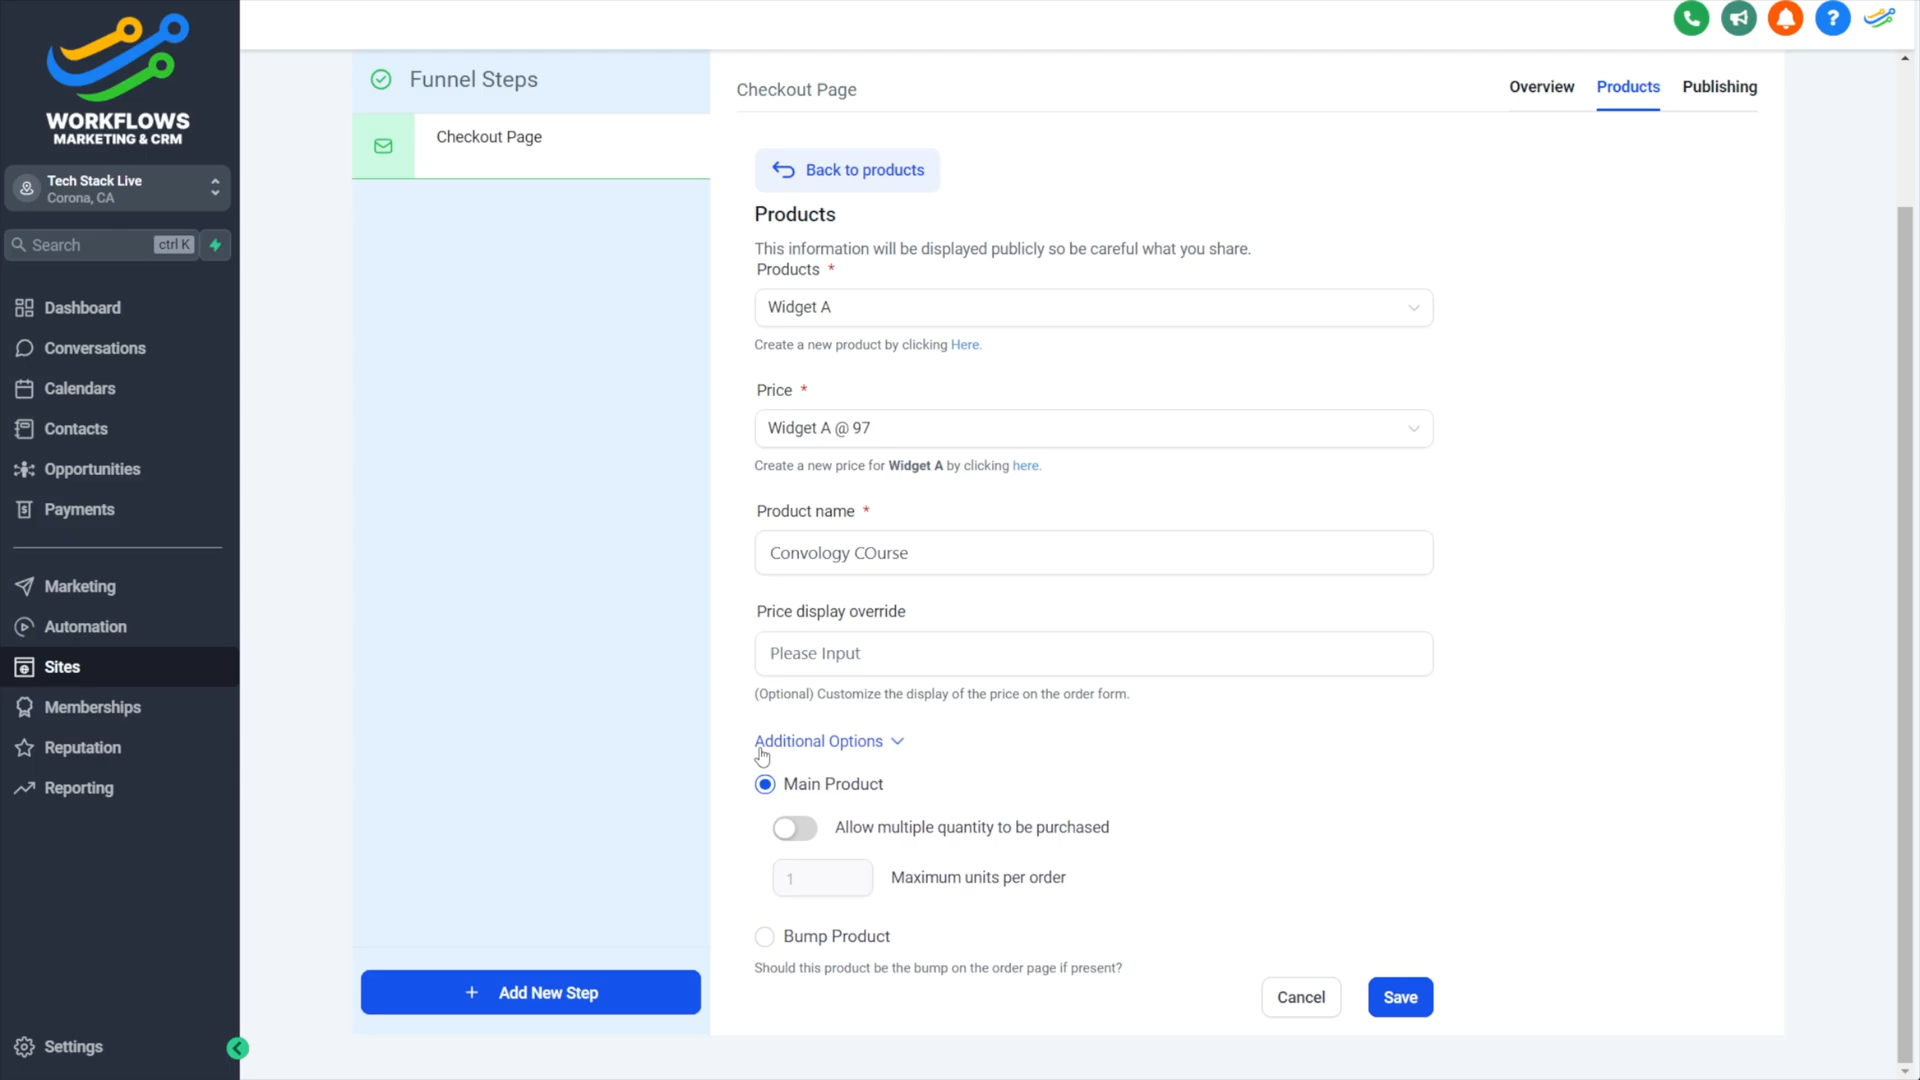 WORKFLOWS
MARKETING & CRM
Tech Stack Live
Corona, CA
Search
ctrl K
Dashboard
Conversations
Calendars
Contacts
Opportunities
Payments
Marketing
Automation
Sites
Memberships
Reputation
Reporting
Settings
Funnel Steps
Checkout Page
+ Add New Step
Checkout Page
Overview
Products
Publishing
Back to products
Products
This information will be displayed publicly so be careful what you share.
Products *
Widget A
Create a new product by clicking Here.
Price *
Widget A @ 97
Create a new price for Widget A by clicking here.
Product name *
Convology COurse
Price display override
Please Input
(Optional) Customize the display of the price on the order form.
Additional Options
Main Product
Allow multiple quantity to be purchased
1
Maximum units per order
Bump Product
Should this product be the bump on the order page if present?
Cancel
Save